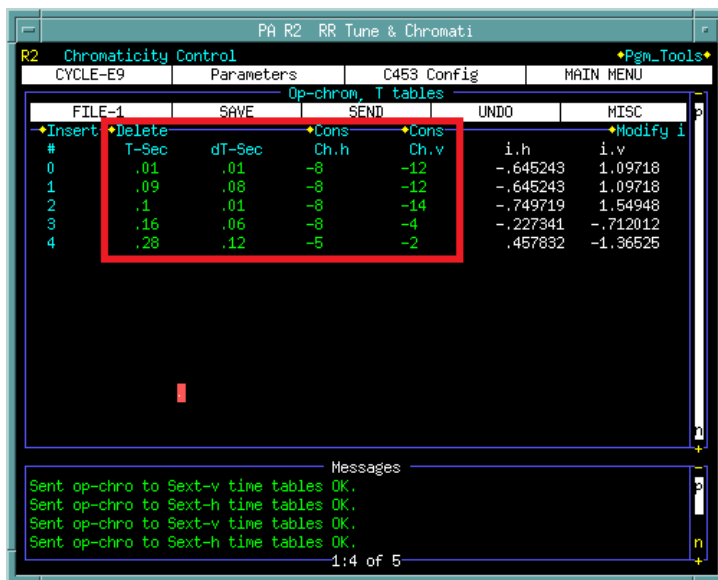 PA R2 RR Tune & Chromati
R2 Chromaticity Control ◆Pgm_Tools◆
CYCLE-E9 Parameters C453 Config MAIN MENU
Op-chrom, T tables
FILE-1 SAVE SEND UNDO MISC
◆Insert ◆Delete ◆Cons ◆Cons ◆Modify i
# T-Sec dT-Sec Ch.h Ch.v i.h i.v
0 .01 .01 -8 -12 -.645243 1.09718
1 .09 .08 -8 -12 -.645243 1.09718
2 .1 .01 -8 -14 -.749719 1.54948
3 .16 .06 -8 -4 -.227341 -.712012
4 .28 .12 -5 -2 .457832 -1.36525
Messages
Sent op-chro to Sext-v time tables OK.
Sent op-chro to Sext-h time tables OK.
Sent op-chro to Sext-v time tables OK.
Sent op-chro to Sext-h time tables OK.
1:4 of 5
- p n +
- p n +